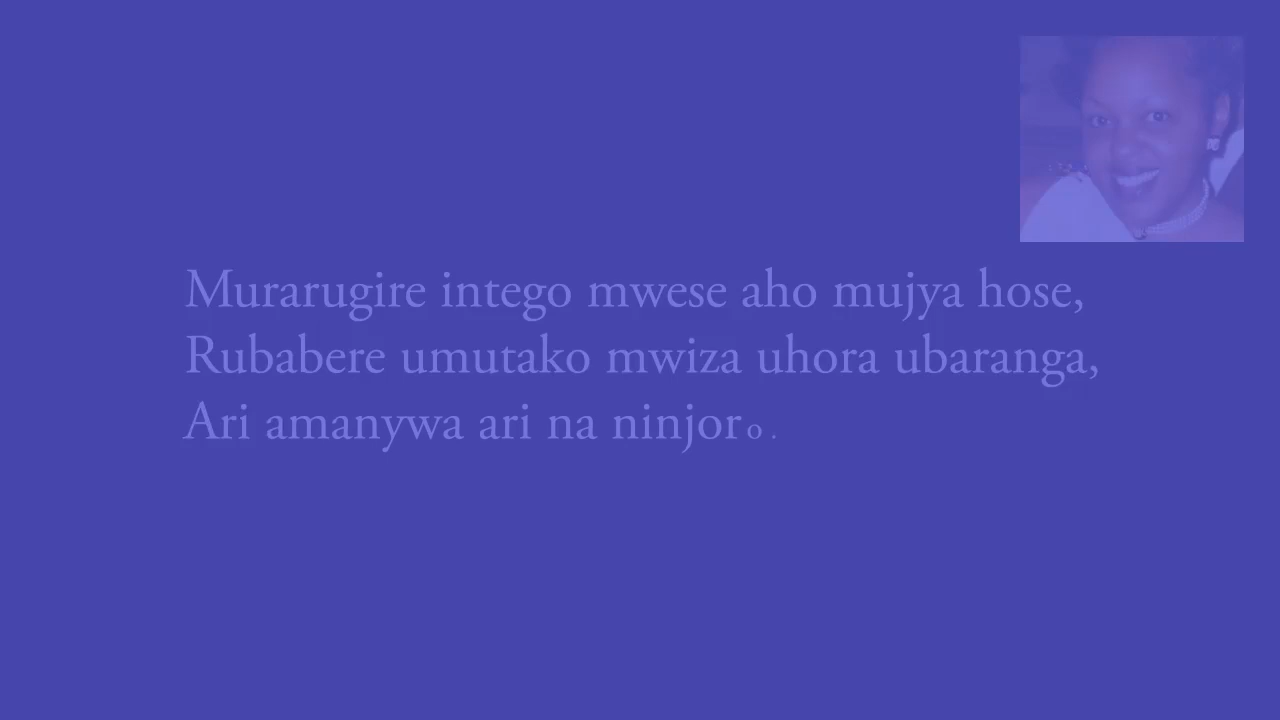 Murarugire intego mwese aho mujya hose,
Rubabere umutako mwiza uhora ubaranga,
Ari amanywa ari na ninjoro.